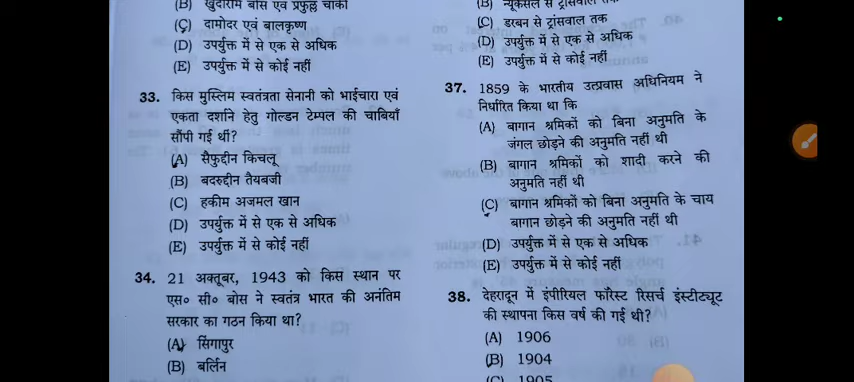 (B) खुदीराम बोस एवं प्रफुल्ल चाकी
(C) दामोदर एवं बालकृष्ण
(D) उपर्युक्त में से एक से अधिक
(E) उपर्युक्त में से कोई नहीं
33. किस मुस्लिम स्वतंत्रता सेनानी को भाईचारा एवं
एकता दर्शाने हेतु गोल्डन टेम्पल की चाबियाँ
सौंपी गई थीं?
(A) सैफुद्दीन किचलू
(B) बदरुद्दीन तैयबजी
(C) हकीम अजमल खान
(D) उपर्युक्त में से एक से अधिक
(E) उपर्युक्त में से कोई नहीं
34. 21 अक्तूबर, 1943 को किस स्थान पर
एस० सी० बोस ने स्वतंत्र भारत की अनंतिम
सरकार का गठन किया था?
(A) सिंगापुर
(B) बर्लिन
(B) न्यूकैसल से ट्रांसवाल तक
(C) डरबन से ट्रांसवाल तक
(D) उपर्युक्त में से एक से अधिक
(E) उपर्युक्त में से कोई नहीं
37. 1859 के भारतीय उत्प्रवास अधिनियम ने
निर्धारित किया था कि
(A) बागान श्रमिकों को बिना अनुमति के
जंगल छोड़ने की अनुमति नहीं थी
(B) बागान श्रमिकों को शादी करने की
अनुमति नहीं थी
(C) बागान श्रमिकों को बिना अनुमति के चाय
बागान छोड़ने की अनुमति नहीं थी
(D) उपर्युक्त में से एक से अधिक
(E) उपर्युक्त में से कोई नहीं
38. देहरादून में इंपीरियल फॉरेस्ट रिसर्च इंस्टीट्यूट
की स्थापना किस वर्ष की गई थी?
(A) 1906
(B) 1904
(C) 1905